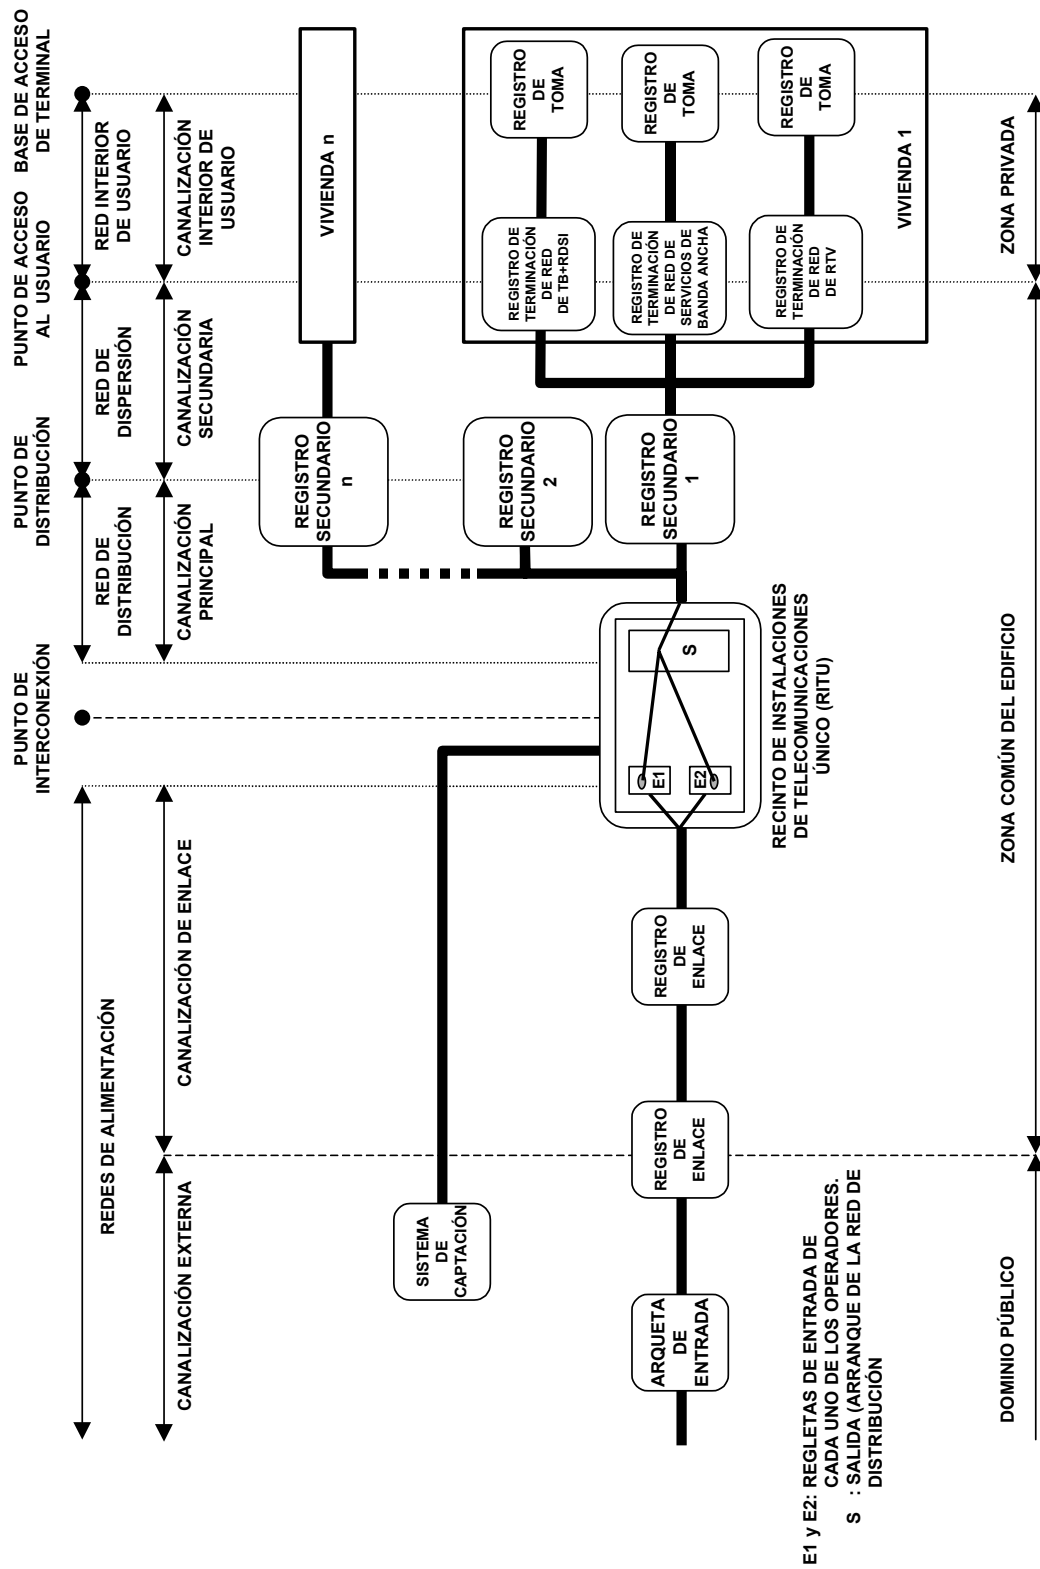 PUNTO DE
INTERCONEXIÓN
PUNTO DE
DISTRIBUCIÓN
PUNTO DE ACCESO
AL USUARIO
BASE DE ACCESO
DE TERMINAL
REDES DE ALIMENTACIÓN
RED DE
DISTRIBUCIÓN
RED DE
DISPERSIÓN
RED INTERIOR
DE USUARIO
CANALIZACIÓN EXTERNA
CANALIZACIÓN DE ENLACE
CANALIZACIÓN
PRINCIPAL
CANALIZACIÓN
SECUNDARIA
CANALIZACIÓN
INTERIOR DE
USUARIO
REGISTRO
SECUNDARIO
n
VIVIENDA n
SISTEMA
DE
CAPTACIÓN
REGISTRO
SECUNDARIO
2
REGISTRO DE
TERMINACIÓN
DE RED
DE TB+RDSI
REGISTRO
DE
TOMA
ARQUETA
DE
ENTRADA
REGISTRO
DE
ENLACE
REGISTRO
DE
ENLACE
E1
E2
S
REGISTRO
SECUNDARIO
1
REGISTRO DE
TERMINACIÓN
DE RED DE
SERVICIOS DE
BANDA ANCHA
REGISTRO
DE
TOMA
RECINTO DE INSTALACIONES
DE TELECOMUNICACIONES
ÚNICO (RITU)
REGISTRO DE
TERMINACIÓN
DE RED
DE RTV
REGISTRO
DE
TOMA
VIVIENDA 1
E1 y E2: REGLETAS DE ENTRADA DE
CADA UNO DE LOS OPERADORES.
S : SALIDA (ARRANQUE DE LA RED DE
DISTRIBUCIÓN
DOMINIO PÚBLICO
ZONA COMÚN DEL EDIFICIO
ZONA PRIVADA